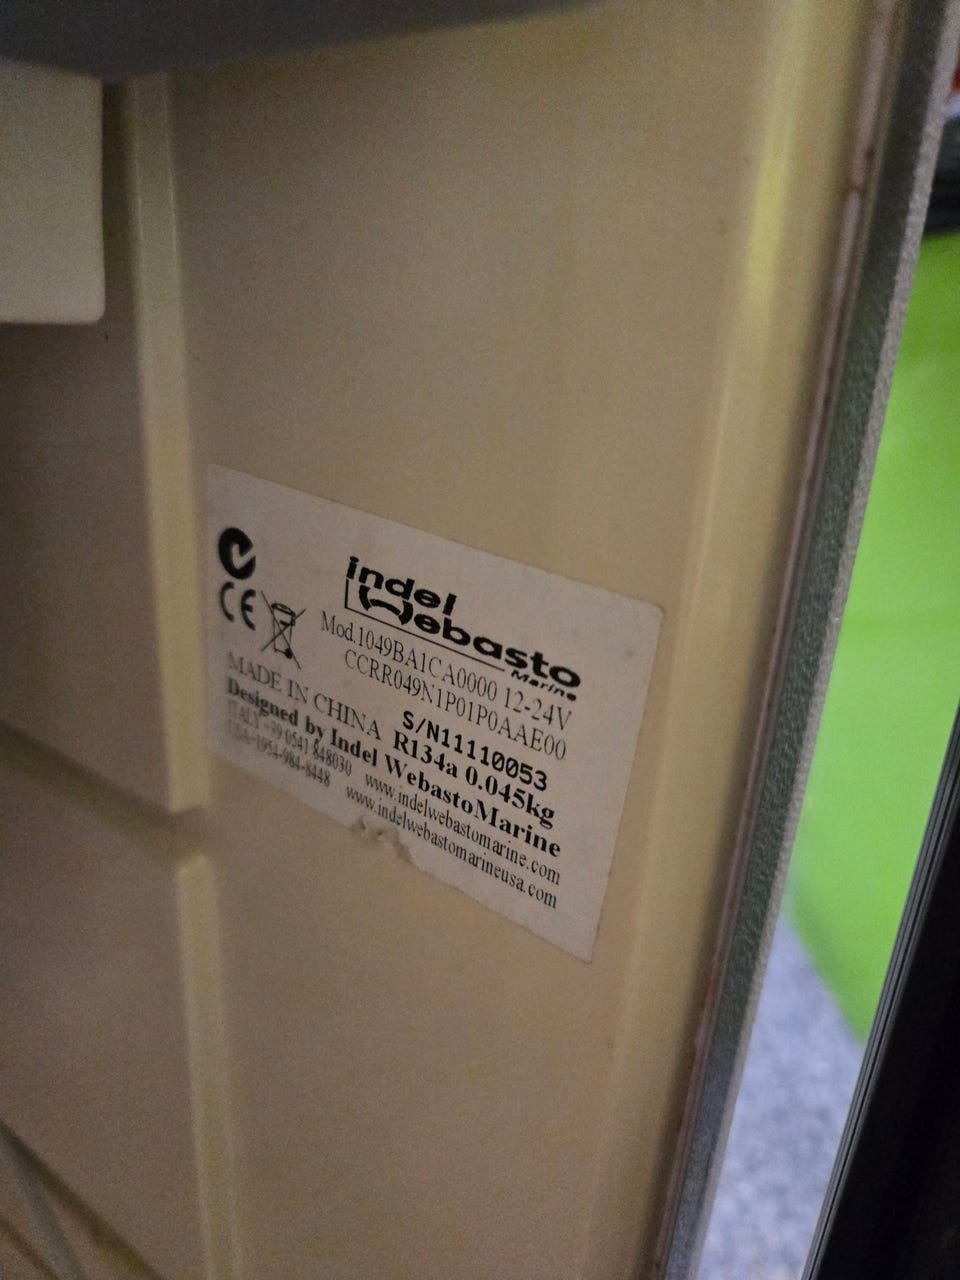 indel
Webasto
Marine
Mod.1049BA1CA0000 12-24V
CCRR049N1P01P0AAE00
S/N11110053
MADE IN CHINA R134a 0.045kg
Designed by Indel WebastoMarine
ITALY +39 0541 848030 www.indelwebastomarine.com
USA+1954-984-8448 www.indelwebastomarineusa.com
CE